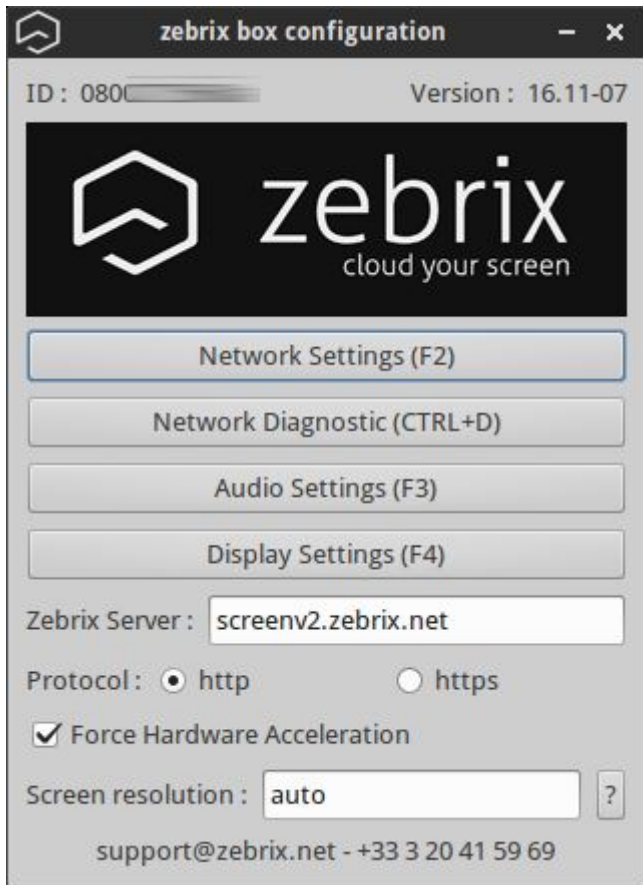 zebrix box configuration
ID : 080
Version : 16.11-07
zebrix
cloud your screen
Network Settings (F2)
Network Diagnostic (CTRL+D)
Audio Settings (F3)
Display Settings (F4)
Zebrix Server : screenv2.zebrix.net
Protocol : http https
Force Hardware Acceleration
Screen resolution : auto ?
support@zebrix.net - +33 3 20 41 59 69